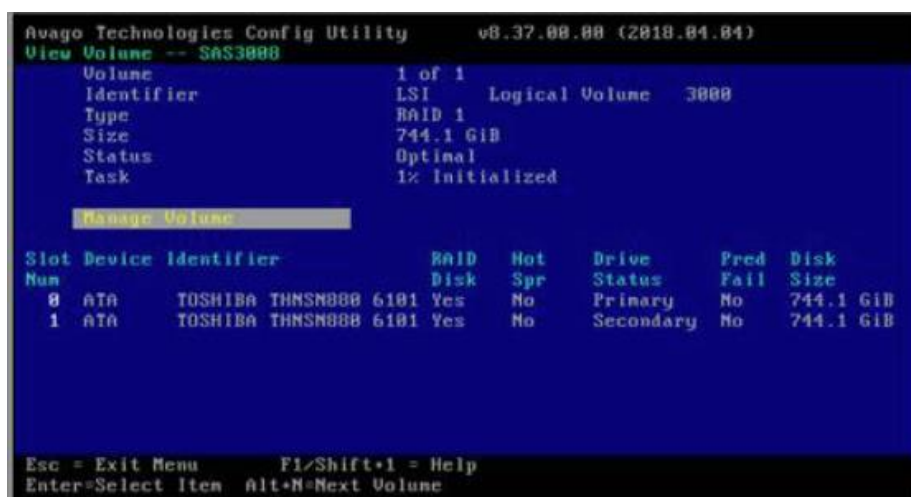 Avago Technologies Config Utility v8.37.00.00 (2018.04.04)
View Volume -- SAS3008
Volume 1 of 1
Identifier LSI Logical Volume 3000
Type RAID 1
Size 744.1 GiB
Status Optimal
Task 1% Initialized
Manage Volume
Slot Device Identifier RAID Hot Drive Pred Disk
Num Disk Spr Status Fail Size
0 ATA TOSHIBA THNSN880 6101 Yes No Primary No 744.1 GiB
1 ATA TOSHIBA THNSN880 6101 Yes No Secondary No 744.1 GiB
Esc = Exit Menu F1/Shift+1 = Help
Enter=Select Item Alt+N=Next Volume